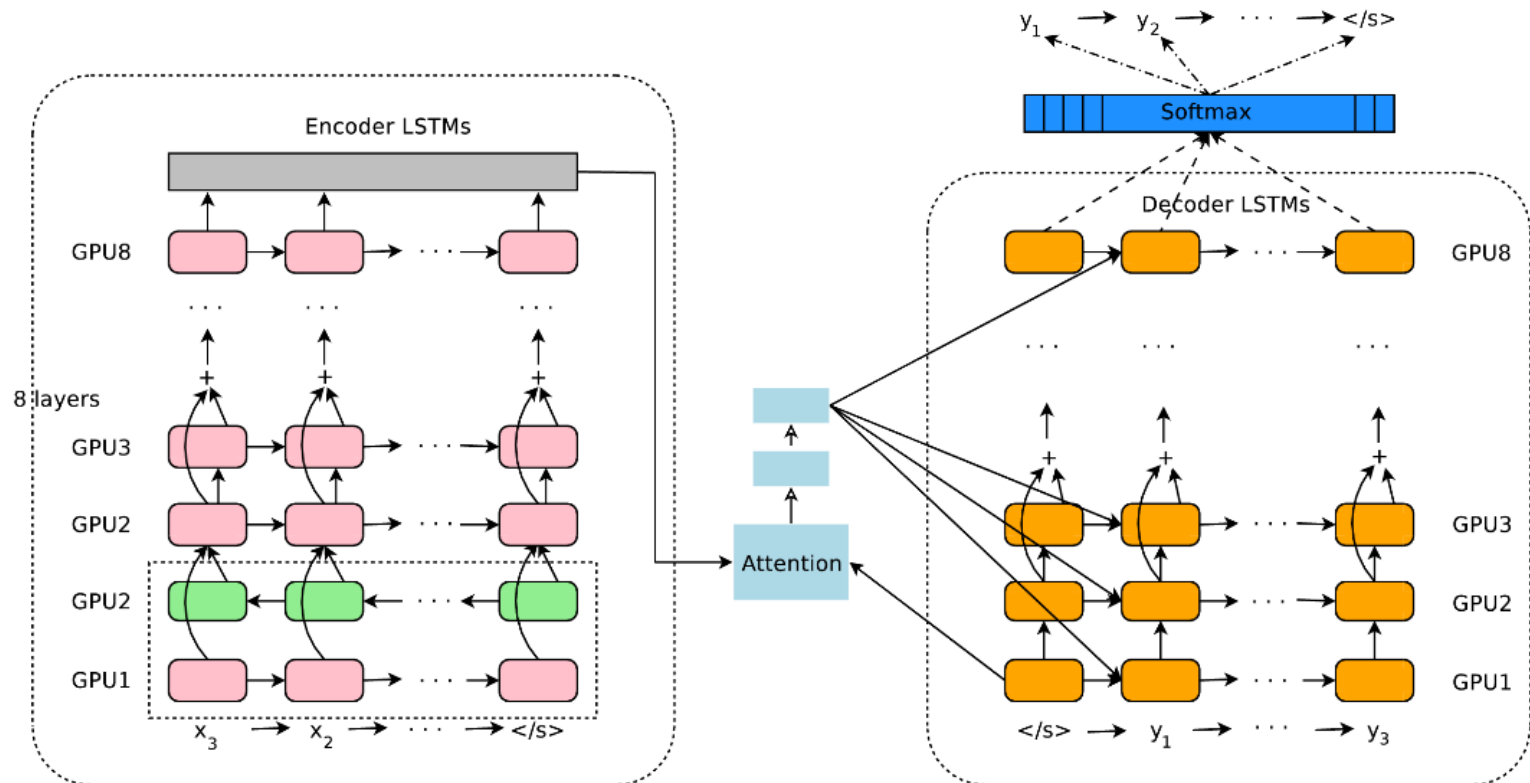 y1 y2 · · · </s>
Softmax
Encoder LSTMs
Decoder LSTMs
GPU8
GPU8
· · ·
· · ·
· · ·
· · ·
· · ·
· · ·
· · ·
· · ·
+ + +
8 layers
GPU3
· · ·
+ + +
GPU2
· · ·
GPU3
· · ·
Attention
GPU2
· · ·
GPU2
· · ·
GPU1
· · ·
GPU1
· · ·
x3 x2 · · · </s>
</s> y1 · · · y3